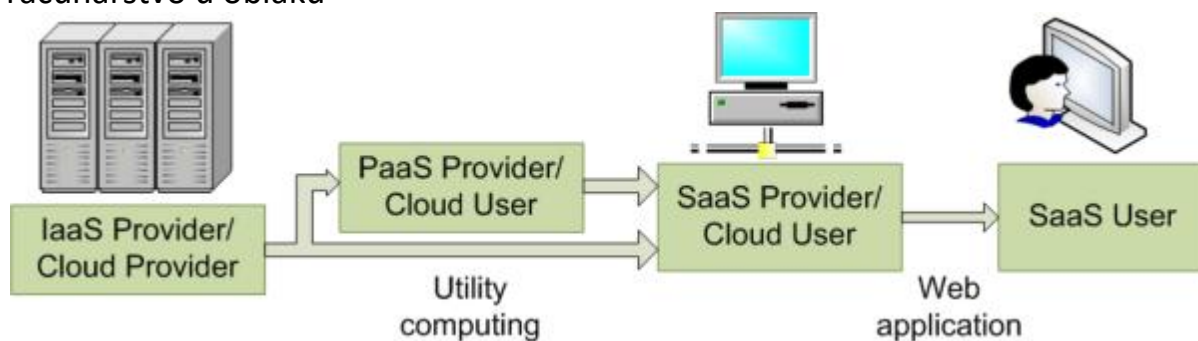 IaaS Provider/
Cloud Provider
PaaS Provider/
Cloud User
SaaS Provider/
Cloud User
SaaS User
Utility
computing
Web
application